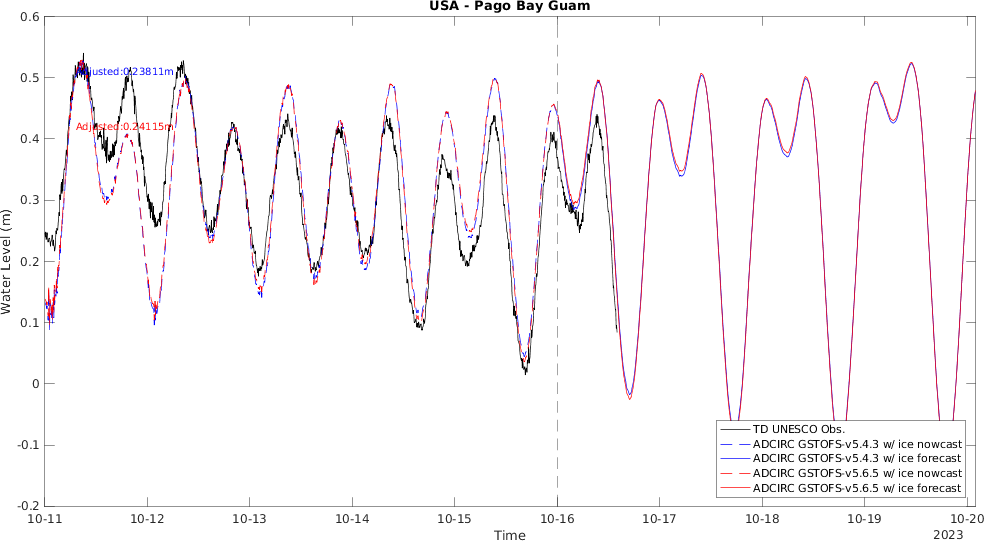 USA - Pago Bay Guam
0.6
0.5
0.4
0.3
0.2
0.1
0
-0.1
-0.2
Water Level (m)
Adjusted:0.23811m
Adjusted:0.24115m
TD UNESCO Obs.
ADCIRC GSTOFS-v5.4.3 w/ ice nowcast
ADCIRC GSTOFS-v5.4.3 w/ ice forecast
ADCIRC GSTOFS-v5.6.5 w/ ice nowcast
ADCIRC GSTOFS-v5.6.5 w/ ice forecast
10-11 10-12 10-13 10-14 10-15 10-16 10-17 10-18 10-19 10-20
Time
2023